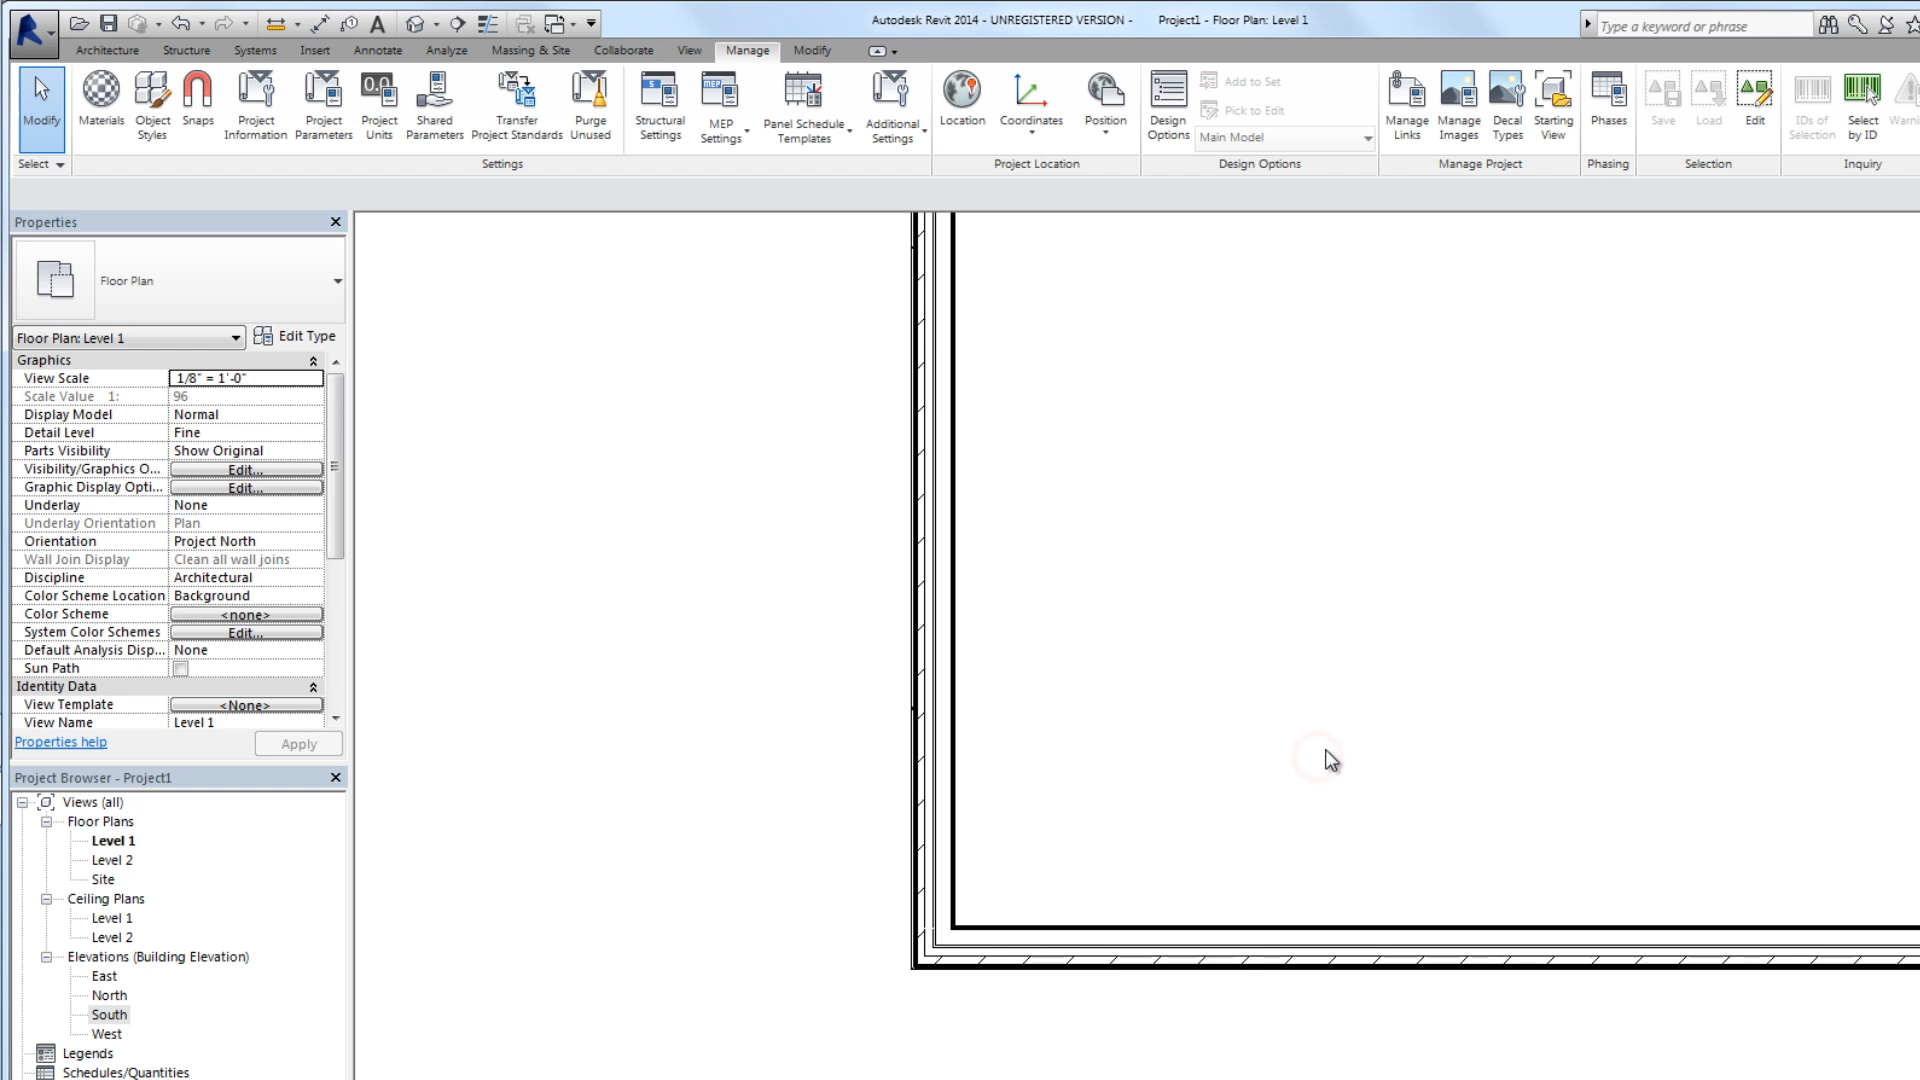 Autodesk Revit 2014 - UNREGISTERED VERSION - Project1 - Floor Plan: Level 1
Type a keyword or phrase
Architecture Structure Systems Insert Annotate Analyze Massing & Site Collaborate View Manage Modify
Modify
Materials
Object Styles
Snaps
Project Information
Project Parameters
Project Units
Shared Parameters
Transfer Project Standards
Purge Unused
Structural Settings
MEP Settings
Panel Schedule Templates
Additional Settings
Location
Coordinates
Position
Design Options
Add to Set
Pick to Edit
Main Model
Manage Links
Manage Images
Decal Types
Starting View
Phases
Save
Load
Edit
IDs of Selection
Select by ID
Select Settings Project Location Design Options Manage Project Phasing Selection Inquiry
Properties
Floor Plan
Floor Plan: Level 1 Edit Type
Graphics
View Scale 1/8" = 1'-0"
Scale Value 1: 96
Display Model Normal
Detail Level Fine
Parts Visibility Show Original
Visibility/Graphics O... Edit...
Graphic Display Opti... Edit...
Underlay None
Underlay Orientation Plan
Orientation Project North
Wall Join Display Clean all wall joins
Discipline Architectural
Color Scheme Location Background
Color Scheme <none>
System Color Schemes Edit...
Default Analysis Disp... None
Sun Path
Identity Data
View Template <None>
View Name Level 1
Properties help Apply
Project Browser - Project1
Views (all)
Floor Plans
Level 1
Level 2
Site
Ceiling Plans
Level 1
Level 2
Elevations (Building Elevation)
East
North
South
West
Legends
Schedules/Quantities